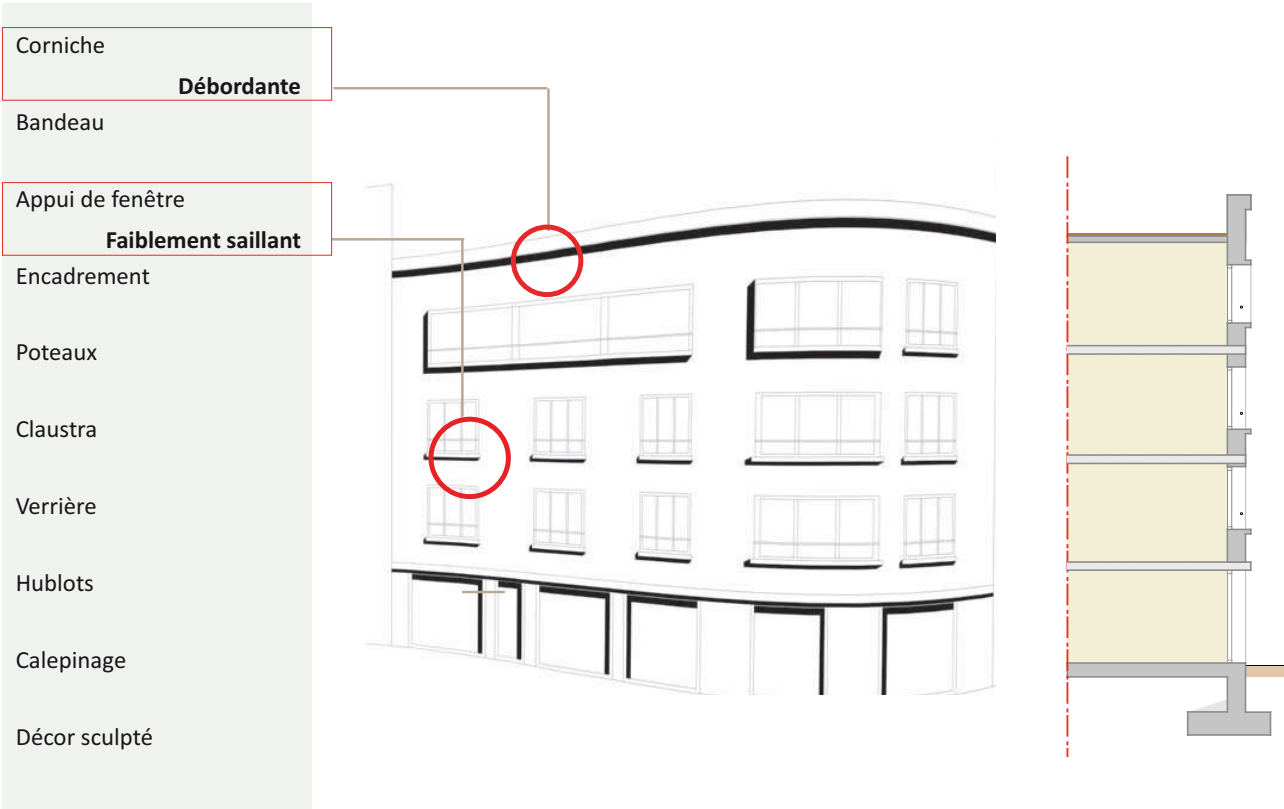 Corniche
Débordante
Bandeau
Appui de fenêtre
Faiblement saillant
Encadrement
Poteaux
Claustra
Verrière
Hublots
Calepinage
Décor sculpté